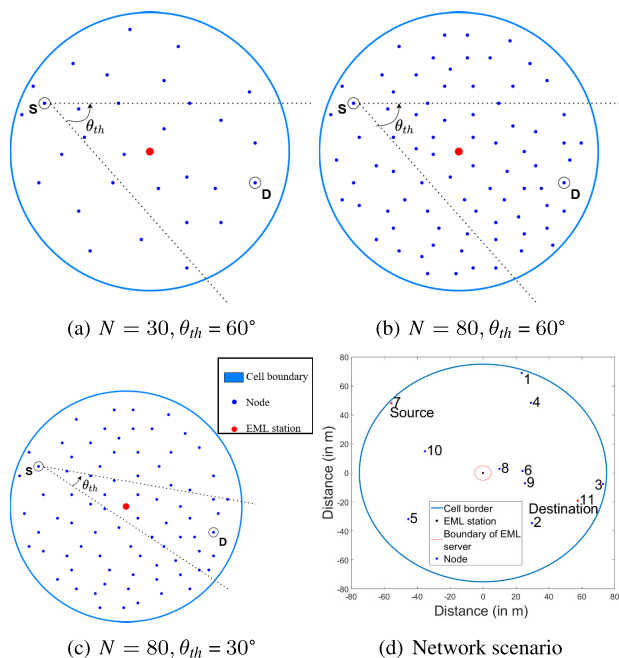 S
θth
D
S
θth
D
(a) N = 30, θth = 60°
(b) N = 80, θth = 60°
Cell boundary
Node
EML station
S
θth
D
(c) N = 80, θth = 30°
80
60
40
20
0
-20
-40
-60
-80
-80 -60 -40 -20 0 20 40 60 80
Distance (in m)
Distance (in m)
1
7
Source
4
10
8
6
9
3
11
Destination
5
2
Cell border
EML station
Boundary of EML
server
Node
(d) Network scenario